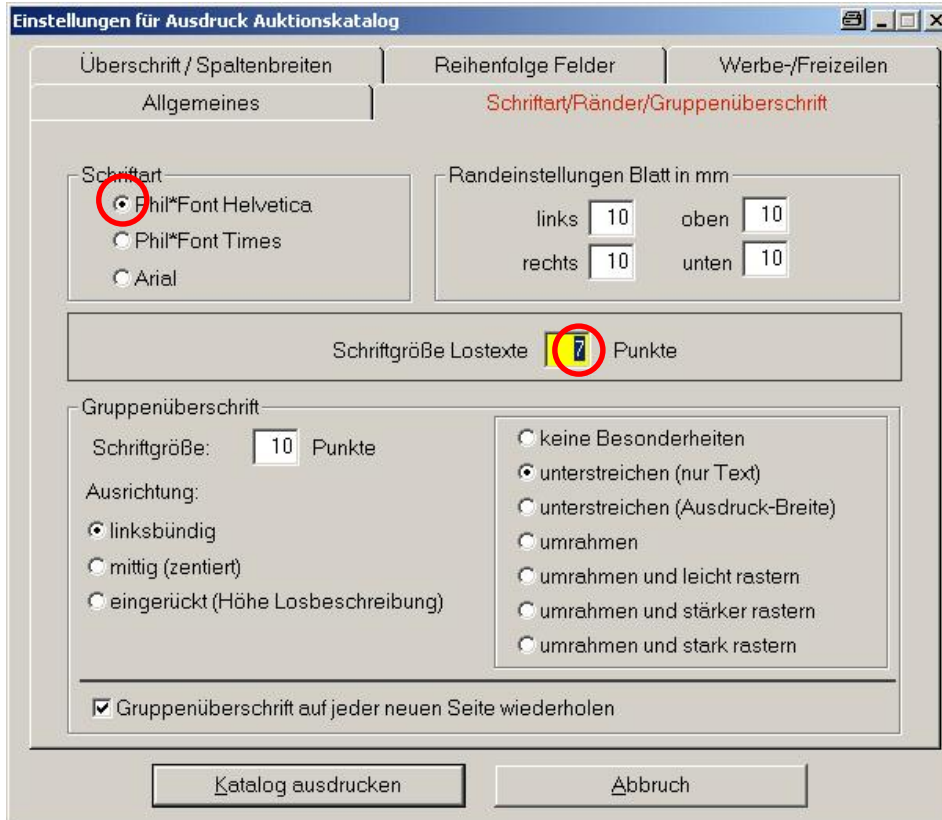 Einstellungen für Ausdruck Auktionskatalog
Überschrift / Spaltenbreiten
Reihenfolge Felder
Werbe-/Freizeilen
Allgemeines
Schriftart/Ränder/Gruppenüberschrift
Schriftart
Phil*Font Helvetica
Phil*Font Times
Arial
Randeinstellungen Blatt in mm
links 10 oben 10
rechts 10 unten 10
Schriftgröße Lostexte 7 Punkte
Gruppenüberschrift
Schriftgröße: 10 Punkte
Ausrichtung:
linksbündig
mittig (zentiert)
eingerückt (Höhe Losbeschreibung)
keine Besonderheiten
unterstreichen (nur Text)
unterstreichen (Ausdruck-Breite)
umrahmen
umrahmen und leicht rastern
umrahmen und stärker rastern
umrahmen und stark rastern
Gruppenüberschrift auf jeder neuen Seite wiederholen
Katalog ausdrucken
Abbruch